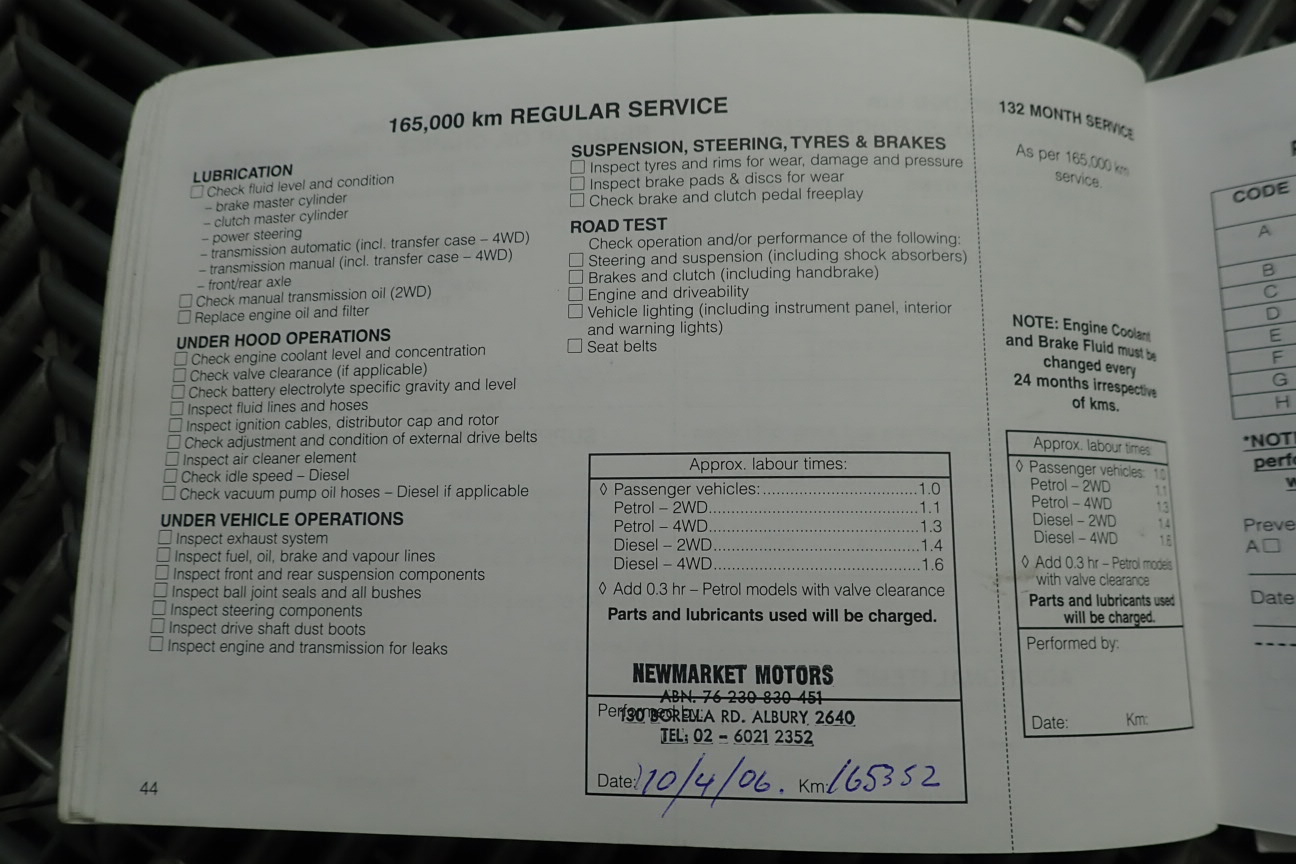 165,000 km REGULAR SERVICE
LUBRICATION
☐ Check fluid level and condition
– brake master cylinder
– clutch master cylinder
– power steering
– transmission automatic (incl. transfer case – 4WD)
– transmission manual (incl. transfer case – 4WD)
– front/rear axle
☐ Check manual transmission oil (2WD)
☐ Replace engine oil and filter
UNDER HOOD OPERATIONS
☐ Check engine coolant level and concentration
☐ Check valve clearance (if applicable)
☐ Check battery electrolyte specific gravity and level
☐ Inspect fluid lines and hoses
☐ Inspect ignition cables, distributor cap and rotor
☐ Check adjustment and condition of external drive belts
☐ Inspect air cleaner element
☐ Check idle speed – Diesel
☐ Check vacuum pump oil hoses – Diesel if applicable
UNDER VEHICLE OPERATIONS
☐ Inspect exhaust system
☐ Inspect fuel, oil, brake and vapour lines
☐ Inspect front and rear suspension components
☐ Inspect ball joint seals and all bushes
☐ Inspect steering components
☐ Inspect drive shaft dust boots
☐ Inspect engine and transmission for leaks
44
SUSPENSION, STEERING, TYRES & BRAKES
☐ Inspect tyres and rims for wear, damage and pressure
☐ Inspect brake pads & discs for wear
☐ Check brake and clutch pedal freeplay
ROAD TEST
Check operation and/or performance of the following:
☐ Steering and suspension (including shock absorbers)
☐ Brakes and clutch (including handbrake)
☐ Engine and driveability
☐ Vehicle lighting (including instrument panel, interior
and warning lights)
☐ Seat belts
Approx. labour times:
◊ Passenger vehicles:...............................1.0
Petrol – 2WD..........................................1.1
Petrol – 4WD..........................................1.3
Diesel – 2WD.........................................1.4
Diesel – 4WD.........................................1.6
◊ Add 0.3 hr – Petrol models with valve clearance
Parts and lubricants used will be charged.
NEWMARKET MOTORS
ABN. 76 230 830 451
Performed by:
130 BORELLA RD. ALBURY 2640
TEL: 02 – 6021 2352
Date: 10/4/06. Km: 165352
132 MONTH SERVICE
As per 165,000 km
service.
NOTE: Engine Coolant
and Brake Fluid must be
changed every
24 months irrespective
of kms.
Approx. labour times:
◊ Passenger vehicles: 1.0
Petrol – 2WD 1.1
Petrol – 4WD 1.3
Diesel – 2WD 1.4
Diesel – 4WD 1.6
◊ Add 0.3 hr – Petrol models
with valve clearance
Parts and lubricants used
will be charged.
Performed by:
Date: Km:
CODE
A
B
C
D
E
F
G
H
*NOT
perf
Preve
A ☐
Date